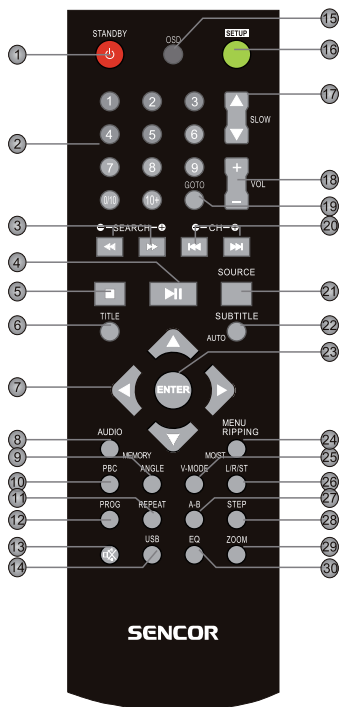 15
STANDBY
OSD
SETUP
1
16
17
1 2 3
SLOW
4 5 6
2
18
7 8 9
+
VOL
−
GOTO
0/10 10+
19
3
− SEARCH +
− CH +
20
4
SOURCE
5
21
6
TITLE
SUBTITLE
22
AUTO
23
7
ENTER
8
AUDIO
MENU
RIPPING
24
9
MEMORY
MO/ST
25
10
PBC
ANGLE
V-MODE
L/R/ST
26
11
27
12
PROG
REPEAT
A-B
STEP
28
13
USB
EQ
ZOOM
29
14
30
SENCOR